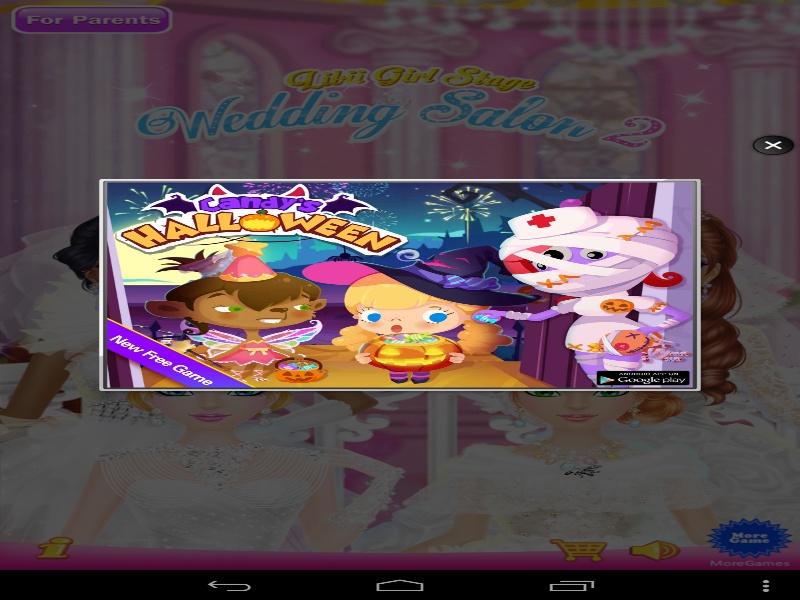 For Parents
Libii Girl Stage
Wedding Salon 2
Candy's
HALLOWEEN
New Free Game
ANDROID APP ON
Google play
More
Game
MoreGames